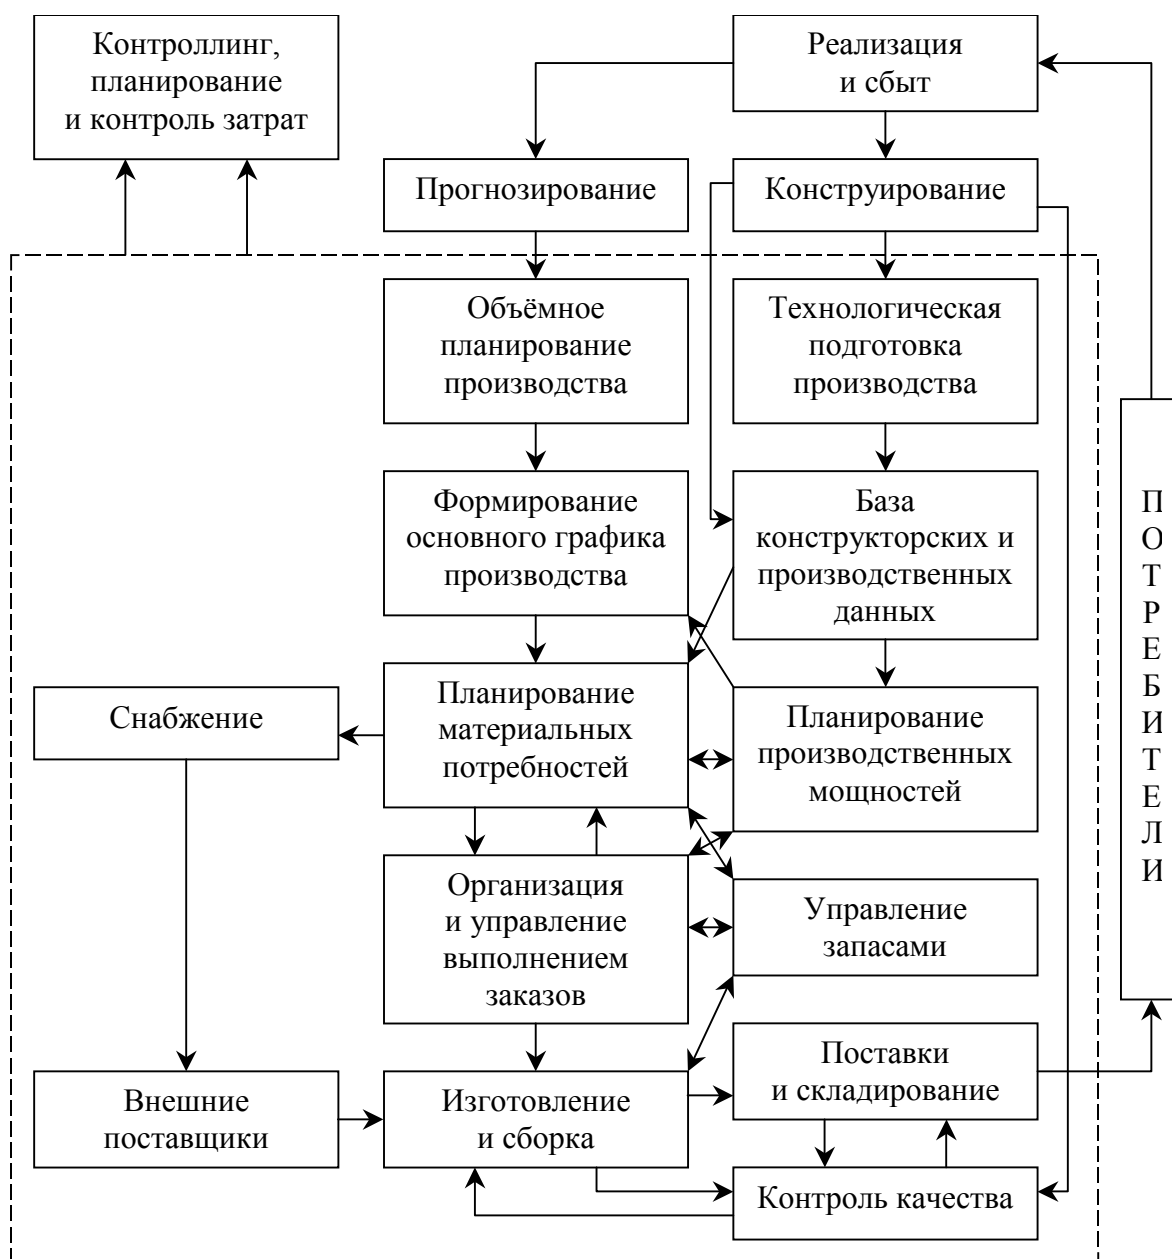 Контроллинг,
планирование
и контроль затрат
Реализация
и сбыт
Прогнозирование
Конструирование
Объёмное
планирование
производства
Технологическая
подготовка
производства
Формирование
основного графика
производства
База
конструкторских и
производственных
данных
П
О
Т
Р
Е
Б
И
Т
Е
Л
И
Снабжение
Планирование
материальных
потребностей
Планирование
производственных
мощностей
Организация
и управление
выполнением
заказов
Управление
запасами
Внешние
поставщики
Изготовление
и сборка
Поставки
и складирование
Контроль качества